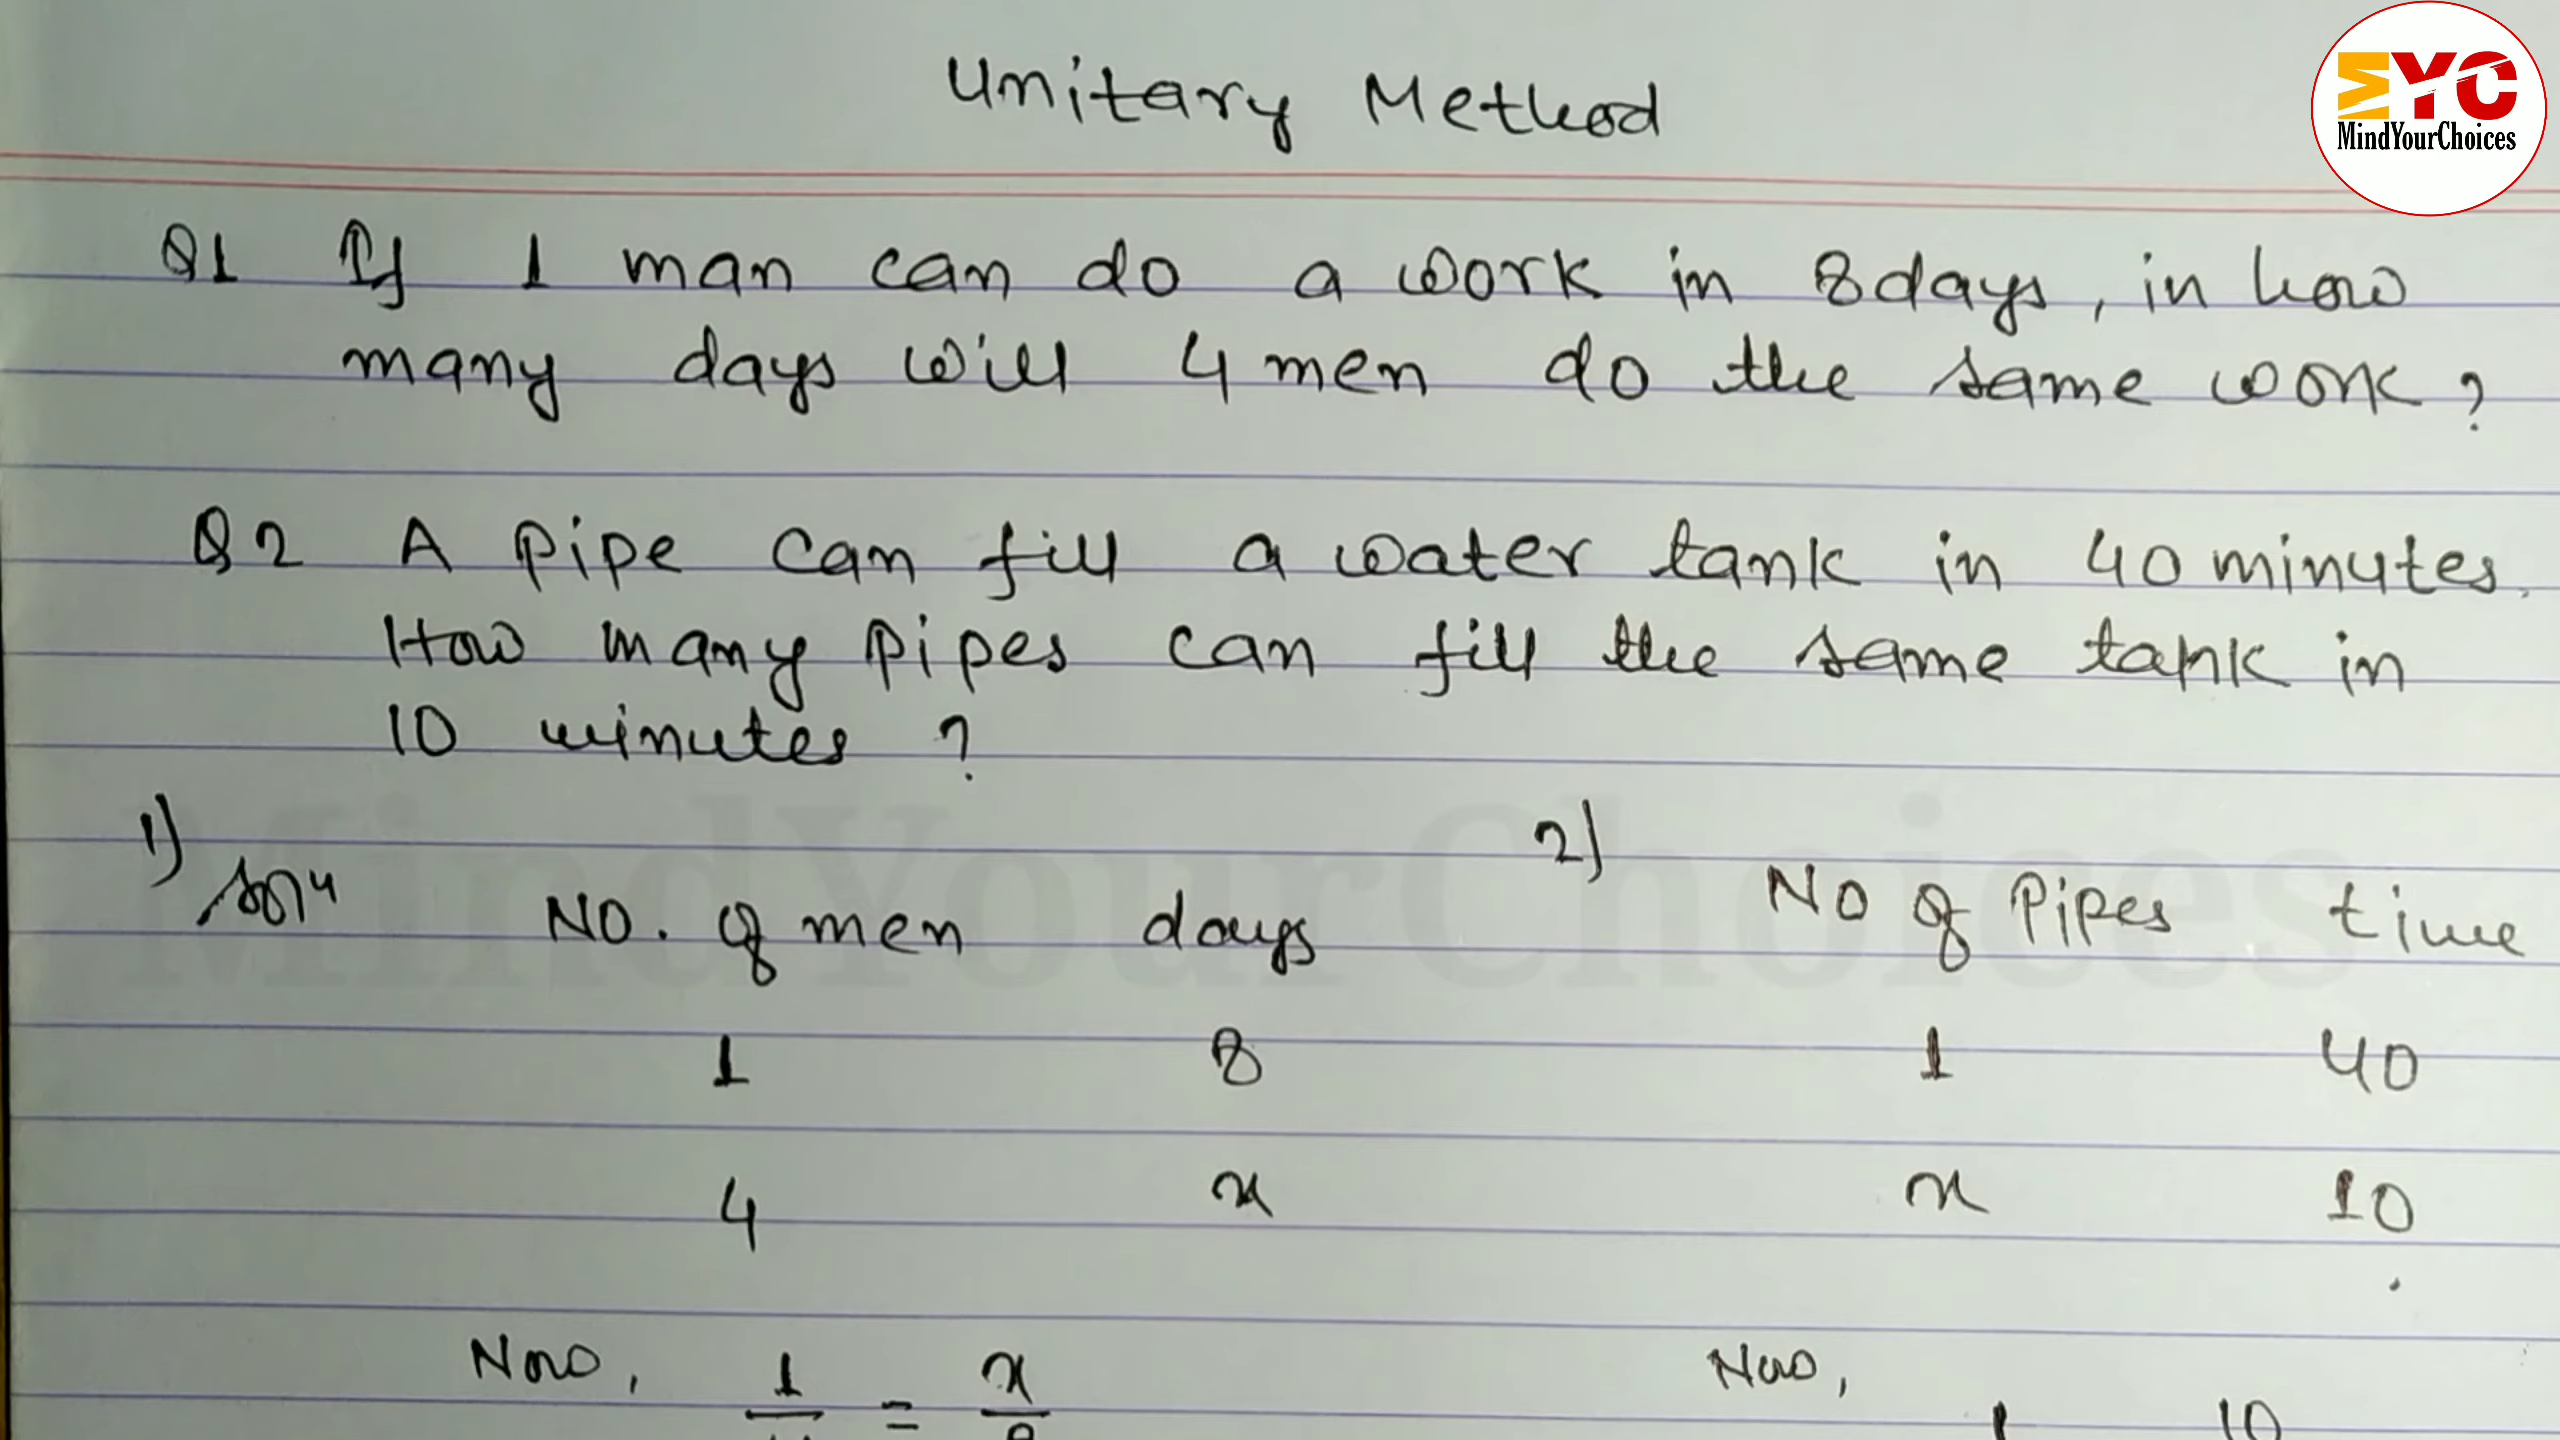 Unitary Method
MYC
MindYourChoices
Q1 If 1 man can do a work in 8 days, in how
many days will 4 men do the same work?
Q2 A pipe can fill a water tank in 40 minutes.
How many pipes can fill the same tank in
10 minutes ?
MindYourChoices
1) 2)
Solⁿ NO. of men days NO of Pipes time
1 8 1 40
4 x x 10
Now, 1 = x Now,
1 10